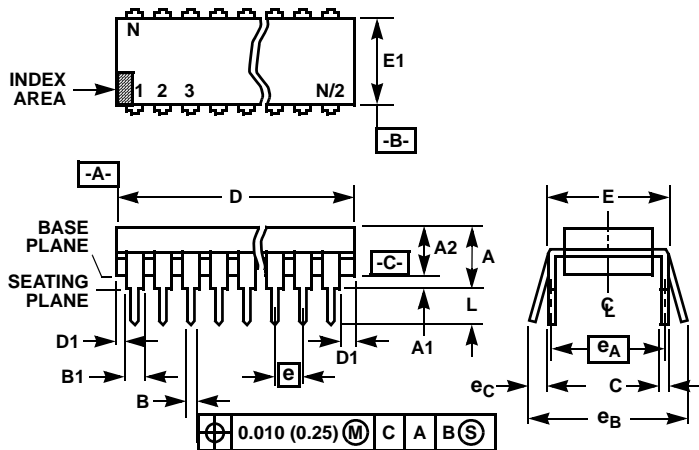 N
INDEX
AREA
1 2 3 N/2
E1
-B-
-A-
D
E
BASE
PLANE
A2
A
-C-
SEATING
PLANE
L
C
L
D1
A1
D1
e
eA
B1
eC
C
B
eB
0.010 (0.25) M C A B S